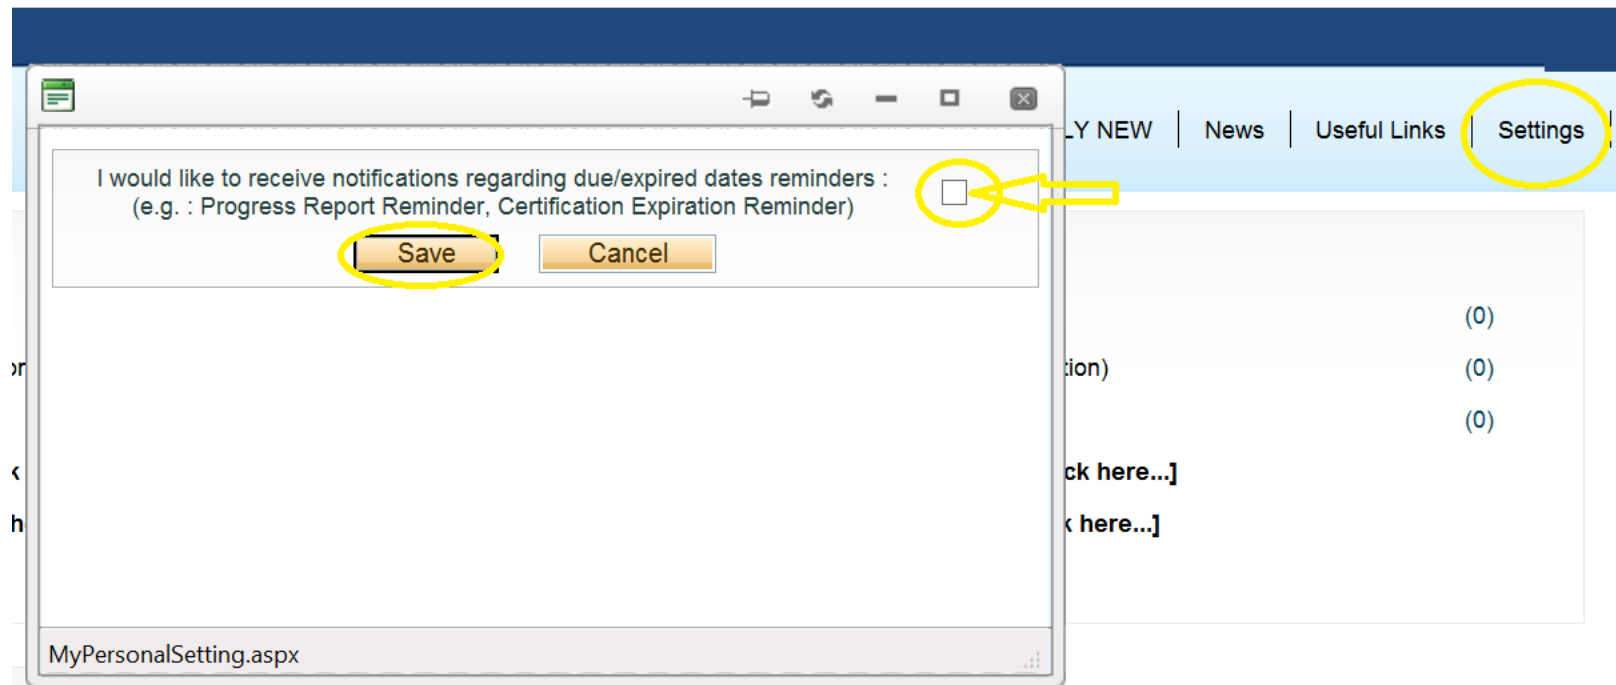 LY NEW News Useful Links Settings
I would like to receive notifications regarding due/expired dates reminders :
(e.g. : Progress Report Reminder, Certification Expiration Reminder)
Save Cancel
(0)
tion) (0)
(0)
ck here...]
k here...]
MyPersonalSetting.aspx